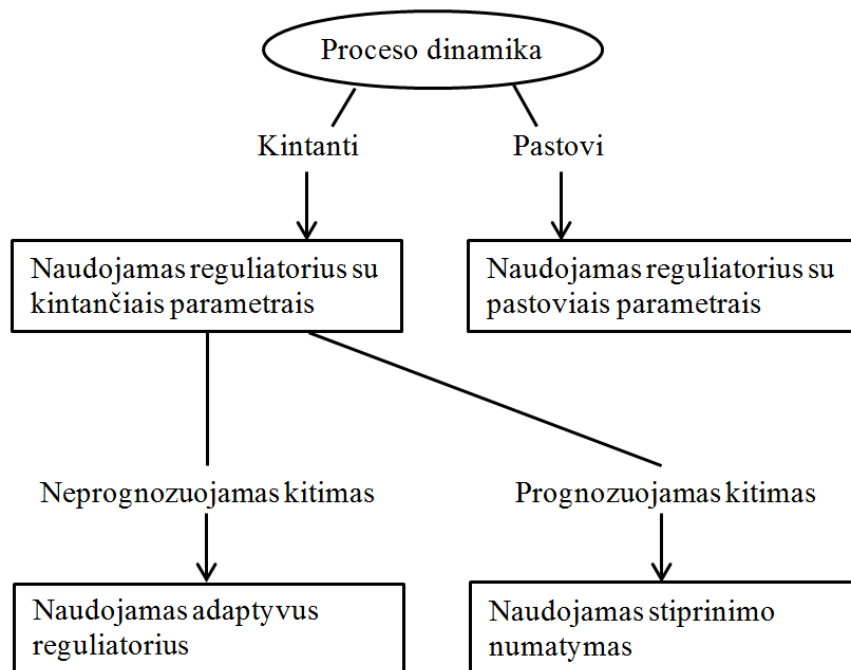 Proceso dinamika
Kintanti
Pastovi
Naudojamas reguliatorius su
kintančiais parametrais
Naudojamas reguliatorius su
pastoviais parametrais
Neprognozuojamas kitimas
Prognozuojamas kitimas
Naudojamas adaptyvus
reguliatorius
Naudojamas stiprinimo
numatymas